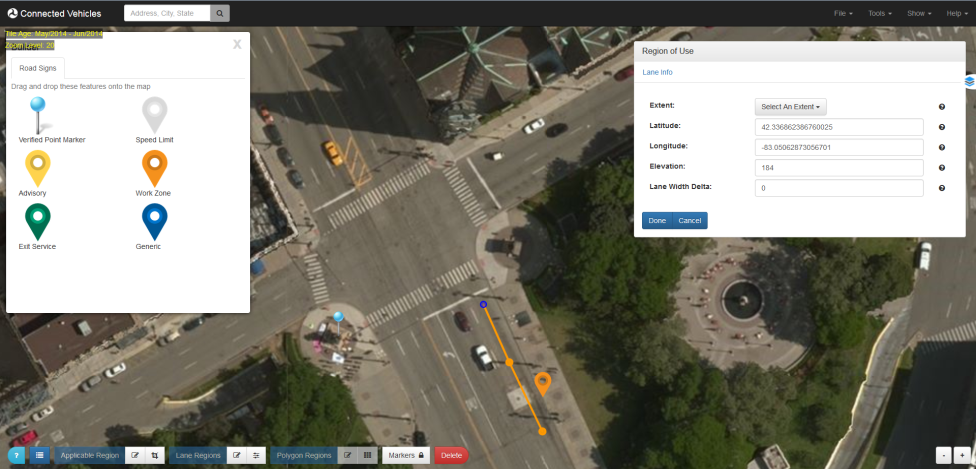 Connected Vehicles
Address, City, State
File
Tools
Show
Help
Tile Age: May/2014 - Jun/2014
Zoom Level: 20
X
Road Signs
Drag and drop these features onto the map
Verified Point Marker
Speed Limit
Advisory
Work Zone
Exit Service
Generic
Region of Use
Lane Info
Extent:
Select An Extent
Latitude:
42.336862386760025
Longitude:
-83.05062873056701
Elevation:
184
Lane Width Delta:
0
Done
Cancel
?
Applicable Region
Lane Regions
Polygon Regions
Markers
Delete
-
+